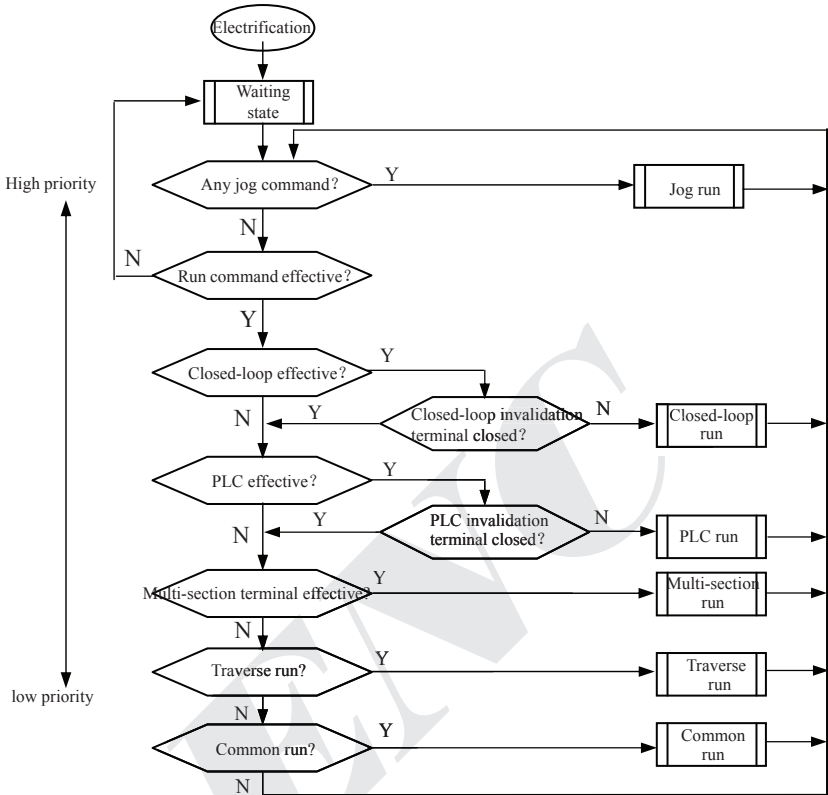 Electrification
Waiting
state
Any jog command?
Y
Jog run
High priority
N
N
Run command effective?
Y
Closed-loop effective?
Y
N
Y
Closed-loop invalidation
terminal closed?
N
Closed-loop
run
PLC effective?
Y
N
Y
PLC invalidation
terminal closed?
N
PLC run
Multi-section terminal effective?
Y
Multi-section
run
N
Traverse run?
Y
Traverse
run
low priority
N
Common run?
Y
Common
run
N
ENC